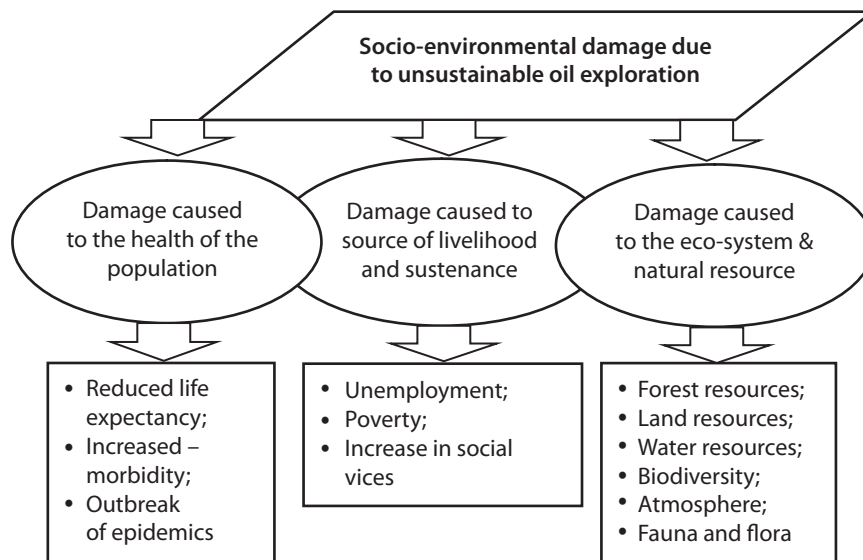 Socio-environmental damage due
to unsustainable oil exploration
Damage caused
to the health of the
population
Damage caused to
source of livelihood
and sustenance
Damage caused
to the eco-system &
natural resource
• Reduced life
expectancy;
• Increased –
morbidity;
• Outbreak
of epidemics
• Unemployment;
• Poverty;
• Increase in social
vices
• Forest resources;
• Land resources;
• Water resources;
• Biodiversity;
• Atmosphere;
• Fauna and flora